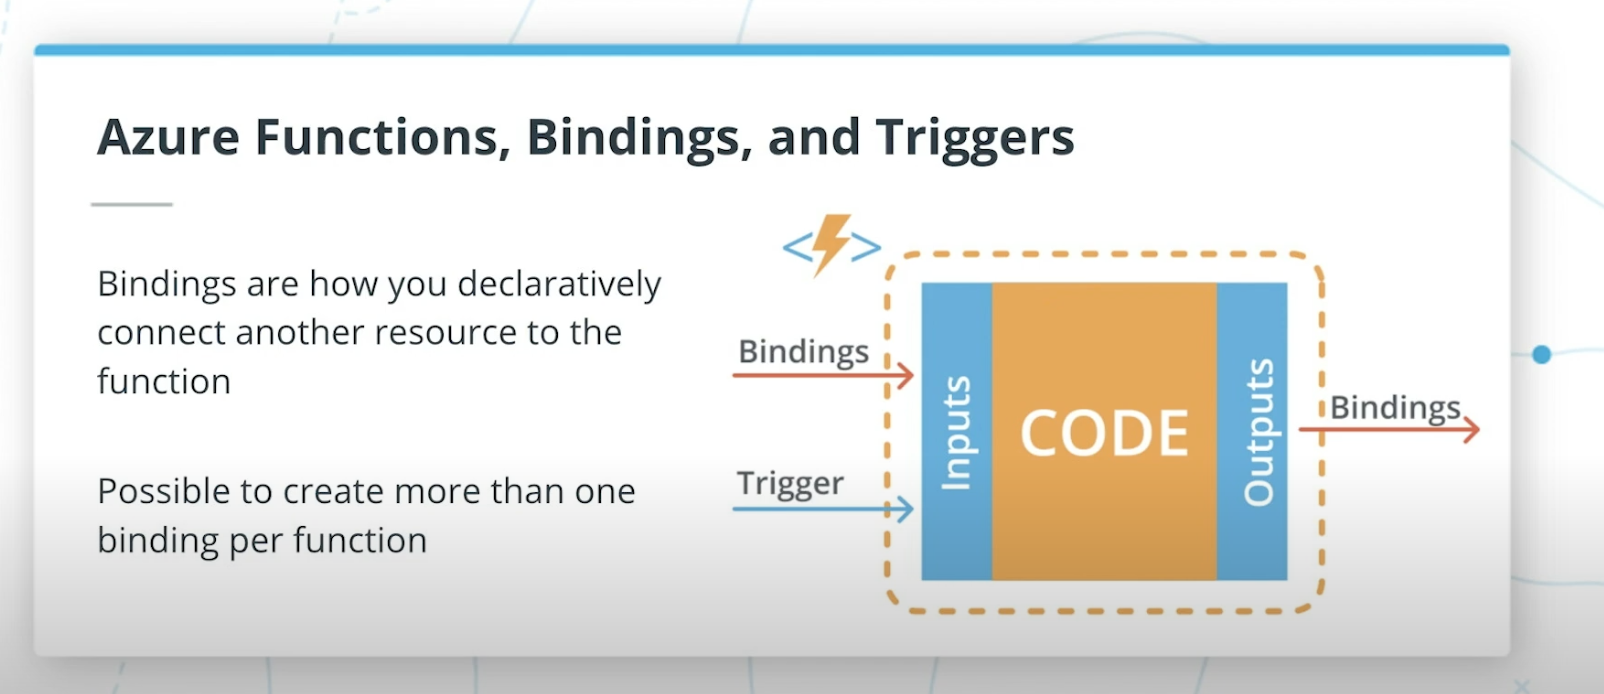 Azure Functions, Bindings, and Triggers
Bindings are how you declaratively
connect another resource to the
function
Possible to create more than one
binding per function
Bindings
Trigger
Inputs
CODE
Outputs
Bindings